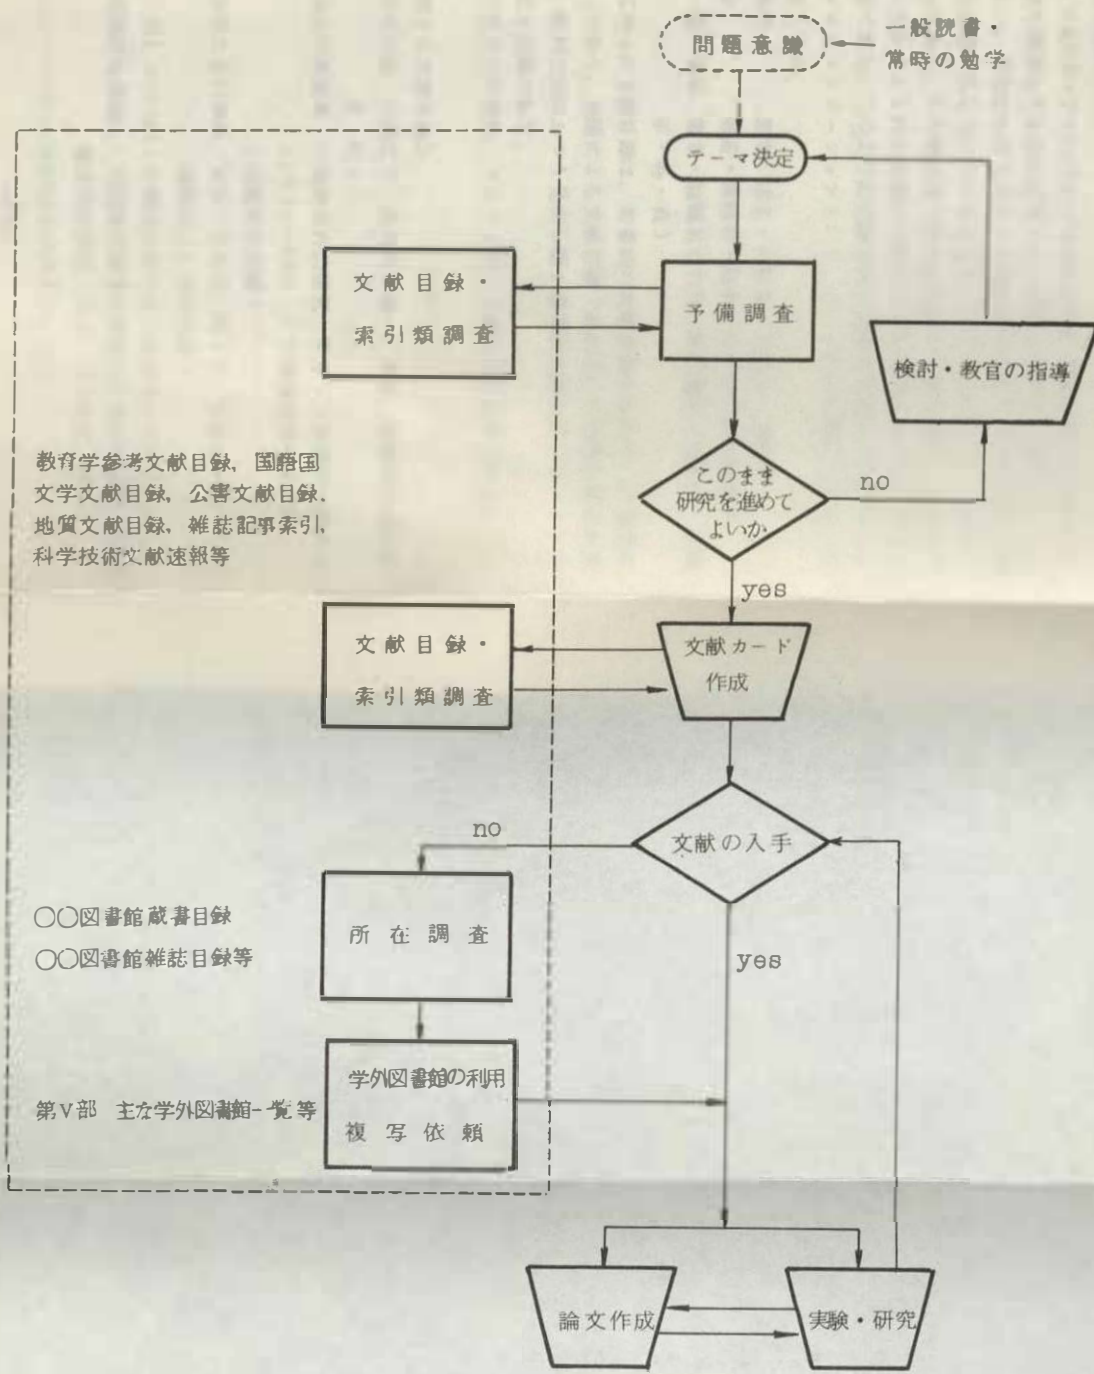 問題意識
一般読書・
常時の勉学
テーマ決定
文献目録・
索引類調査
予備調査
検討・教官の指導
教育学参考文献目録, 国語国
文学文献目録, 公害文献目録,
地質文献目録, 雑誌記事索引,
科学技術文献速報等
このまま
研究を進めて
よいか
no
yes
文献目録・
索引類調査
文献カード
作成
no
文献の入手
○○図書館蔵書目録
○○図書館雑誌目録等
所在調査
yes
第V部 主な学外図書館一覧等
学外図書館の利用
複写依頼
論文作成
実験・研究